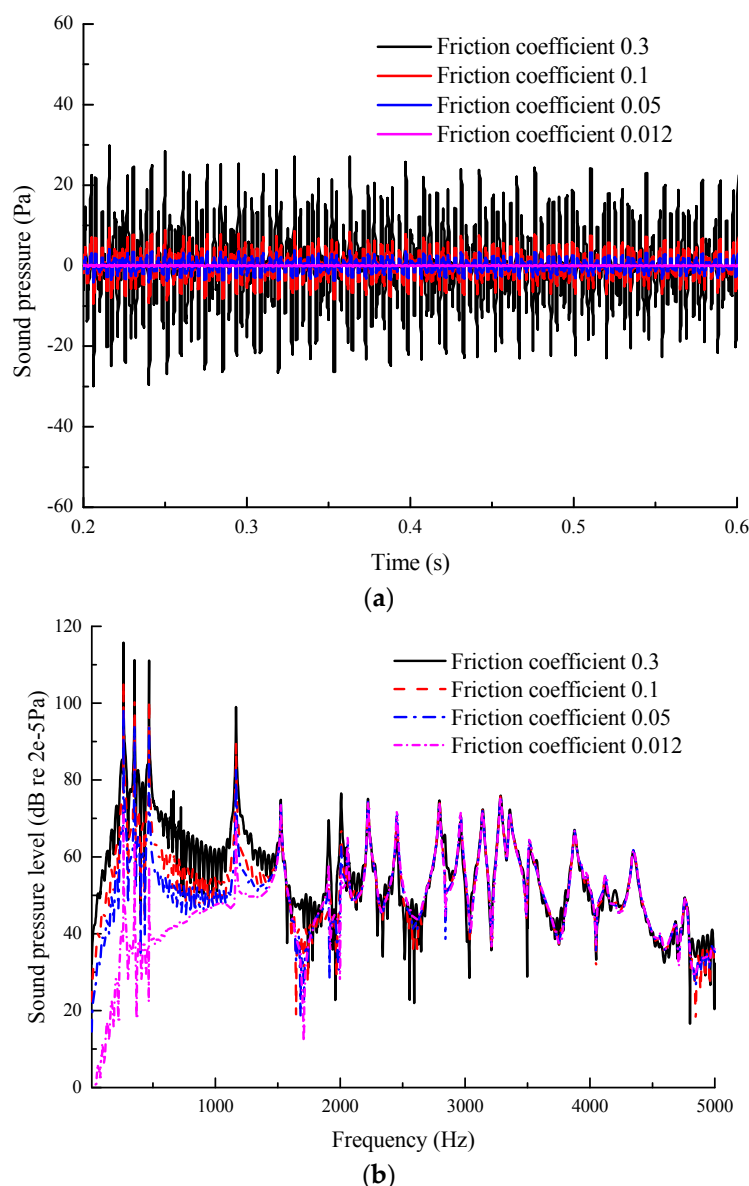 60
40
20
0
-20
-40
-60
Sound pressure (Pa)
Friction coefficient 0.3
Friction coefficient 0.1
Friction coefficient 0.05
Friction coefficient 0.012
0.2 0.3 0.4 0.5 0.6
Time (s)
(a)
120
100
80
60
40
20
0
Sound pressure level (dB re 2e-5Pa)
Friction coefficient 0.3
Friction coefficient 0.1
Friction coefficient 0.05
Friction coefficient 0.012
1000 2000 3000 4000 5000
Frequency (Hz)
(b)